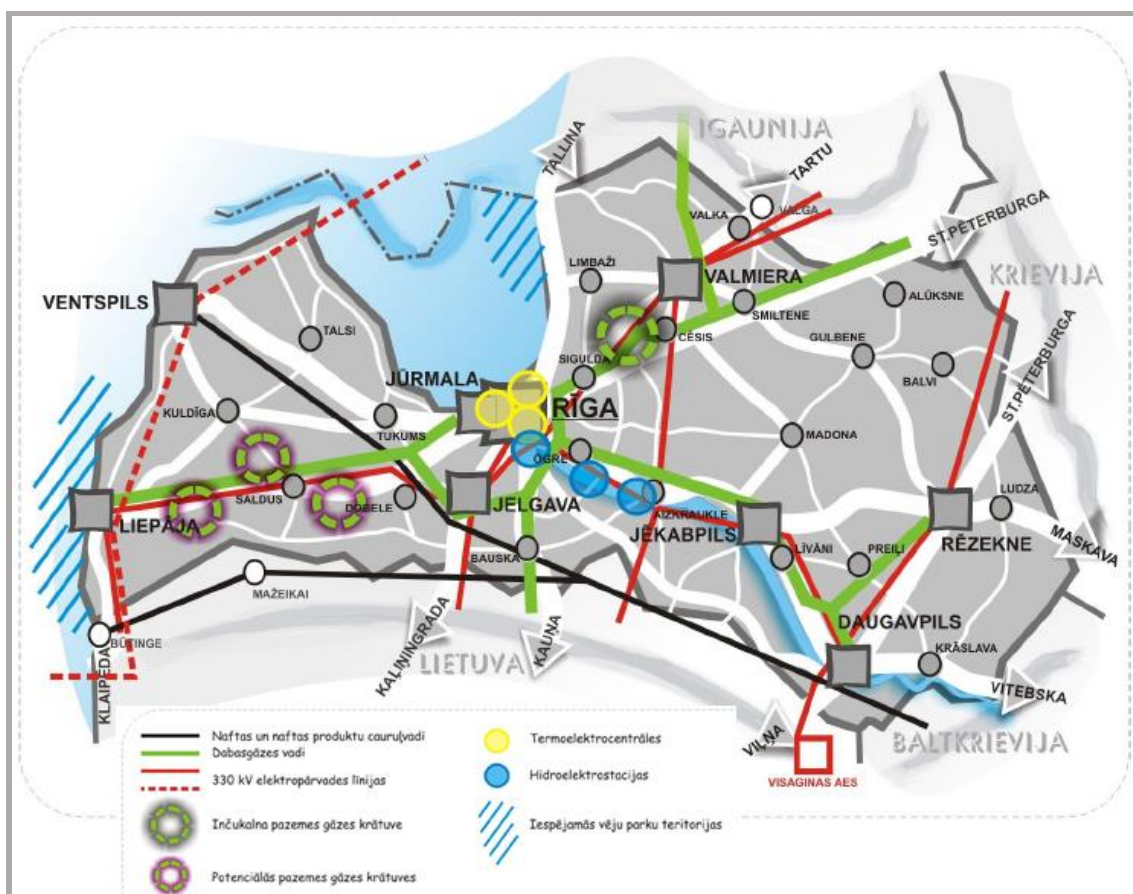 IGAUNIJA
TALLINA
TARTU
VALKA
VALGA
ST.PĒTERBURGA
KRIEVIJA
LIMBAŽI
VALMIERA
ALŪKSNE
VENTSPILS
SMILTENE
TALSI
CĒSIS
GULBENE
SIGULDA
BALVI
ST.PĒTERBURGA
JŪRMALA
RĪGA
KULDĪGA
TUKUMS
MADONA
OGRE
SALDUS
DOBELE
JELGAVA
AIZKRAUKLE
LUDZA
LIEPĀJA
JĒKABPILS
RĒZEKNE
MASKAVA
BAUSKA
LĪVĀNI
PREIĻI
MAŽEIKAI
DAUGAVPILS
BŪTINGE
KAĻIŅINGRADA
LIETUVA
KAUŅA
KRĀSLAVA
KLAIPĒDA
VITEBSKA
VIĻŅA
BALTKRIEVIJA
VISAGINAS AES
Naftas un naftas produktu cauruļvadi
Dabasgāzes vadi
330 kV elektropārvades līnijas
Inčukalna pazemes gāzes krātuve
Potenciālās pazemes gāzes krātuves
Termoelektrocentrāles
Hidroelektrostacijas
Iespējamās vēju parku teritorijas